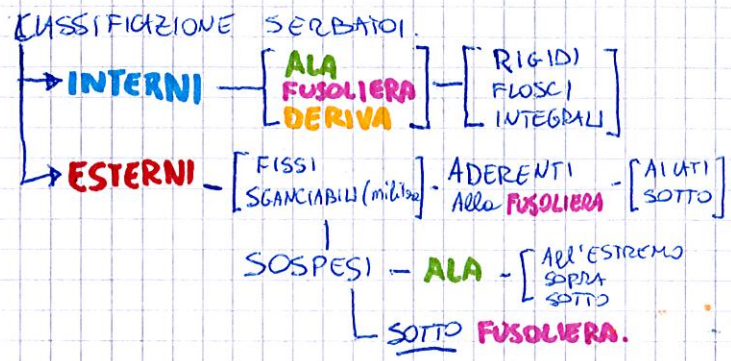 CLASSIFICAZIONE SERBATOI.
INTERNI - ALA FUSOLIERA DERIVA - RIGIDI FLOSCI INTEGRALI
ESTERNI - FISSI SGANCIABILI (militare) - ADERENTI Alla FUSOLIERA - AI LATI SOTTO
SOSPESI - ALA - All'ESTREMO SOPRA SOTTO
SOTTO FUSOLIERA.